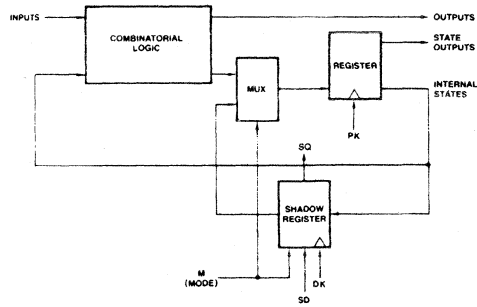 INPUTS
COMBINATORIAL
LOGIC
OUTPUTS
STATE
OUTPUTS
REGISTER
MUX
INTERNAL
STATES
PK
SQ
SHADOW
REGISTER
M
(MODE)
DK
SD